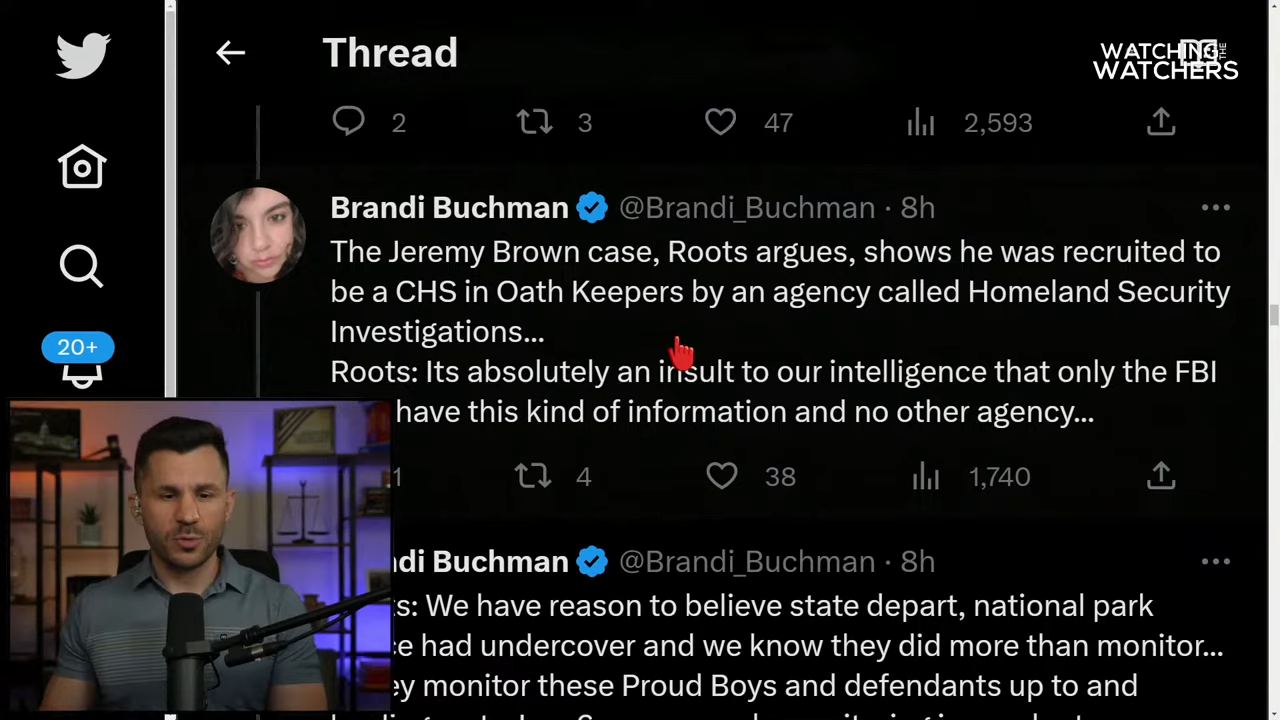 Thread
WATCHING THE
WATCHERS
2 3 47 2,593
Brandi Buchman @Brandi_Buchman · 8h
The Jeremy Brown case, Roots argues, shows he was recruited to
be a CHS in Oath Keepers by an agency called Homeland Security
Investigations...
Roots: Its absolutely an insult to our intelligence that only the FBI
have this kind of information and no other agency...
1 4 38 1,740
20+
di Buchman @Brandi_Buchman · 8h
s: We have reason to believe state depart, national park
ce had undercover and we know they did more than monitor...
ey monitor these Proud Boys and defendants up to and